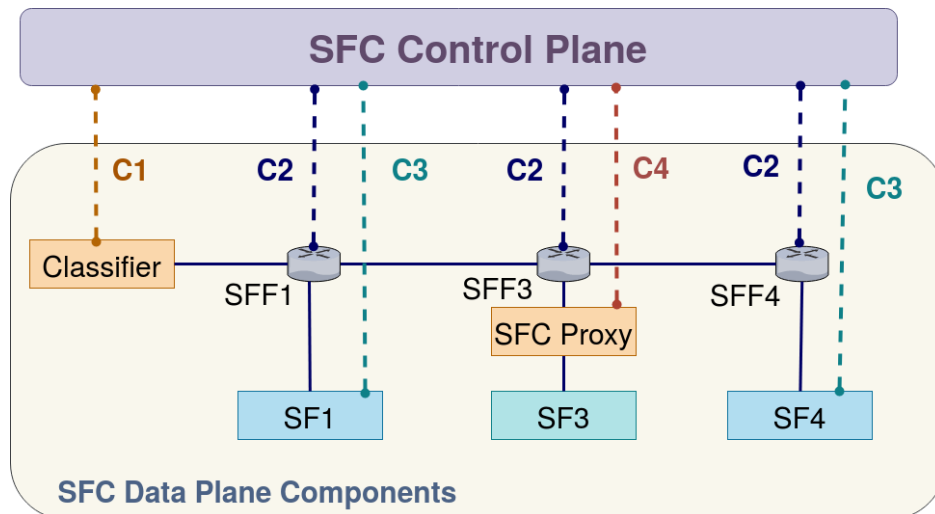 SFC Control Plane
C1
C2
C3
C2
C4
C2
C3
Classifier
SFF1
SFF3
SFF4
SFC Proxy
SF1
SF3
SF4
SFC Data Plane Components